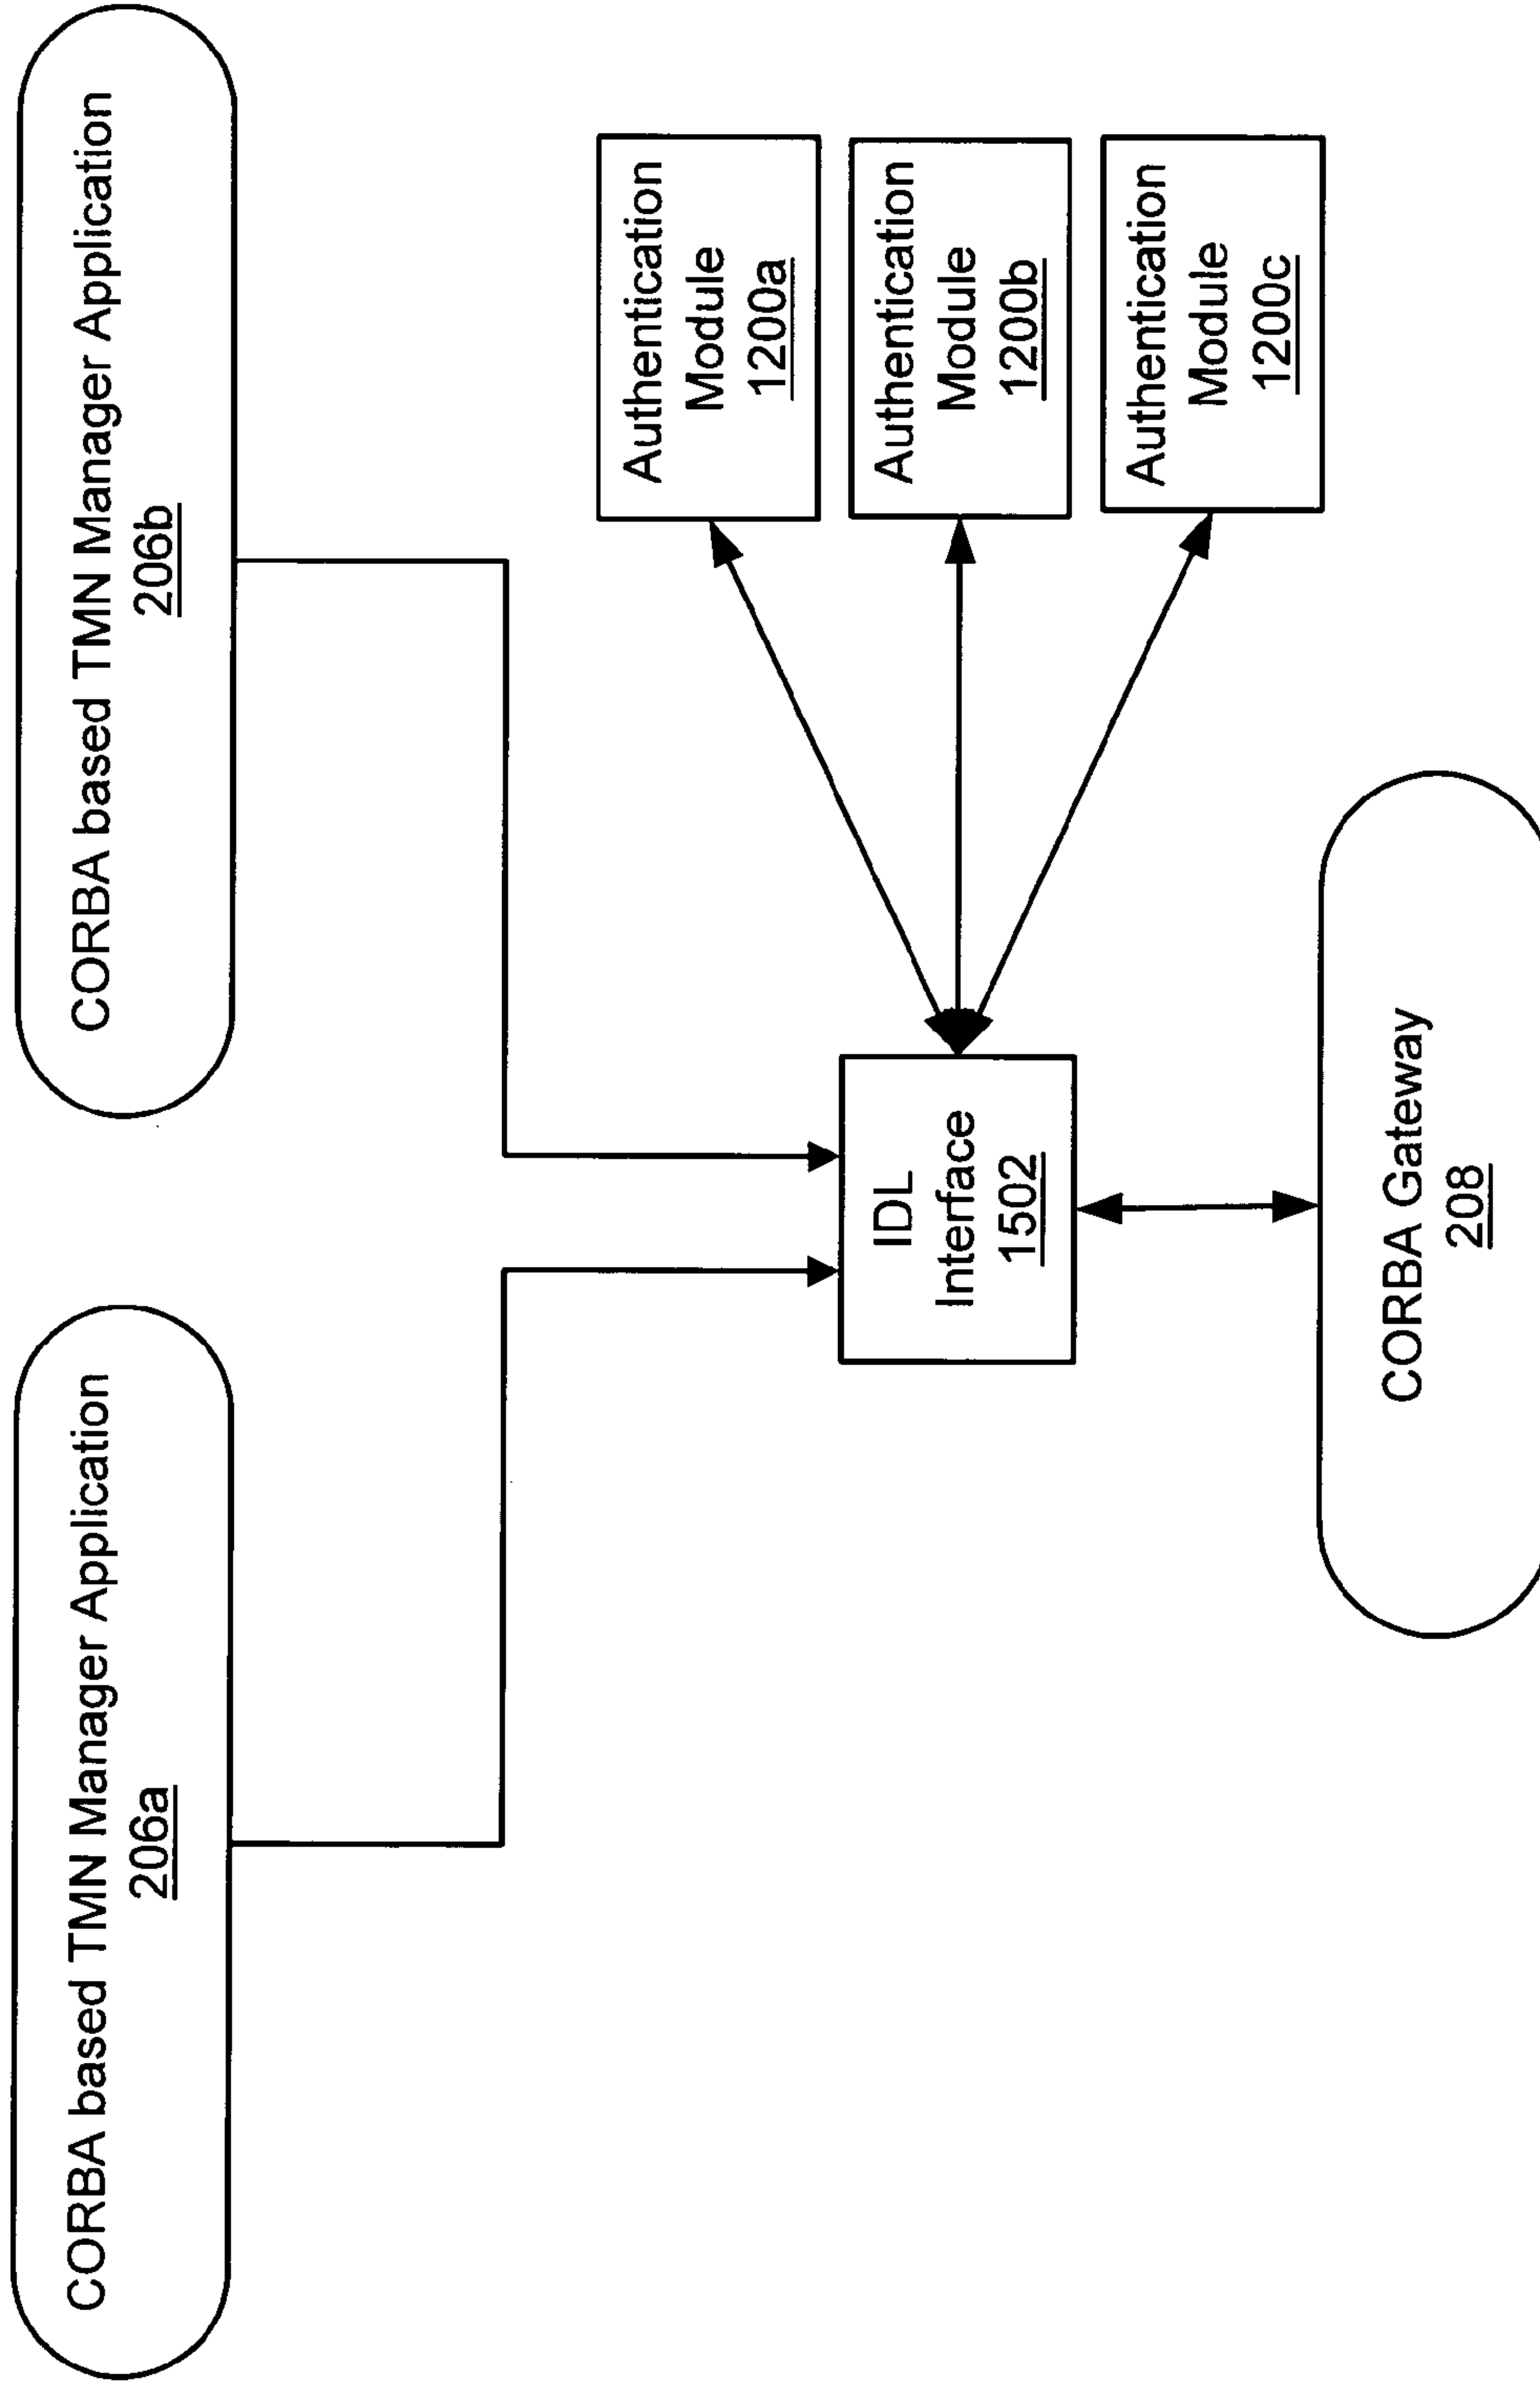 CORBA based TMN Manager Application
206a
CORBA based TMN Manager Application
206b
Authentication
Module
1200a
Authentication
Module
1200b
Authentication
Module
1200c
IDL
Interface
1502
CORBA Gateway
208